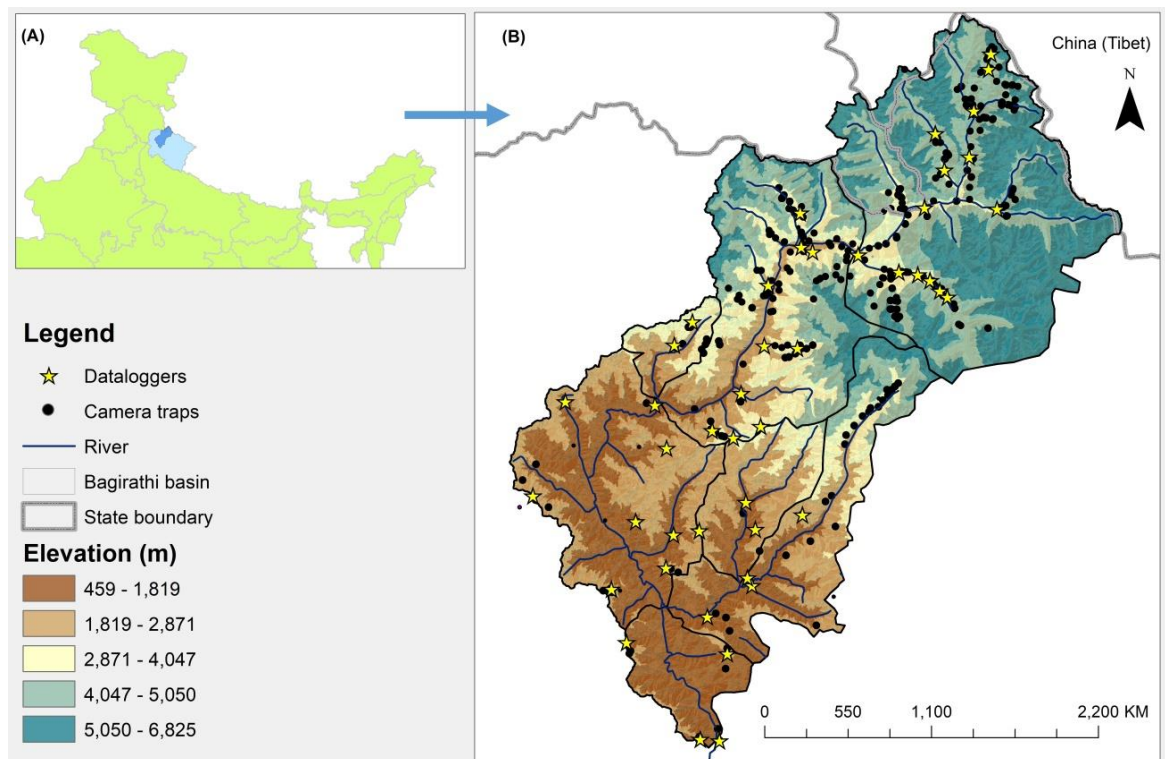 (A)
(B)
China (Tibet)
N
Legend
Dataloggers
Camera traps
River
Bagirathi basin
State boundary
Elevation (m)
459 - 1,819
1,819 - 2,871
2,871 - 4,047
4,047 - 5,050
5,050 - 6,825
0 550 1,100 2,200 KM